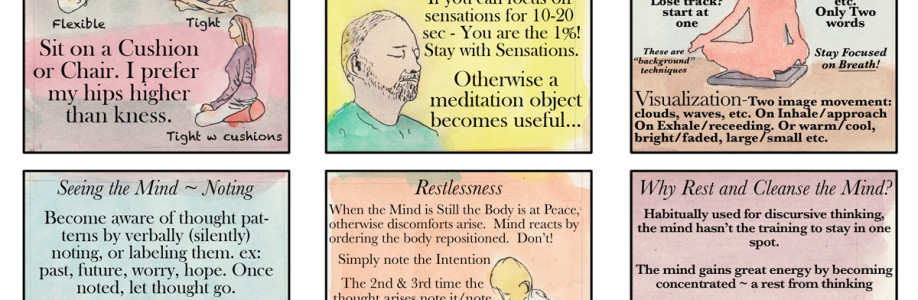 Flexible
Tight
Sit on a Cushion
or Chair. I prefer
my hips higher
than kness.
Tight w cushions
If you can focus on
sensations for 10-20
sec - You are the 1%!
Stay with Sensations.
Otherwise a
meditation object
becomes useful...
Lose track?
start at
one
etc.
Only Two
words
These are
"background"
techniques
Stay Focused
on Breath!
Visualization-Two image movement:
clouds, waves, etc. On Inhale/approach
On Exhale/receeding. Or warm/cool,
bright/faded, large/small etc.
Seeing the Mind ~ Noting
Become aware of thought pat-
terns by verbally (silently)
noting, or labeling them. ex:
past, future, worry, hope. Once
noted, let thought go.
Restlessness
When the Mind is Still the Body is at Peace,
otherwise discomforts arise. Mind reacts by
ordering the body repositioned. Don't!
Simply note the Intention
The 2nd & 3rd time the
thought arises note it/note
Why Rest and Cleanse the Mind?
Habitually used for discursive thinking,
the mind hasn't the training to stay in one
spot.
The mind gains great energy by becoming
concentrated ~ a rest from thinking